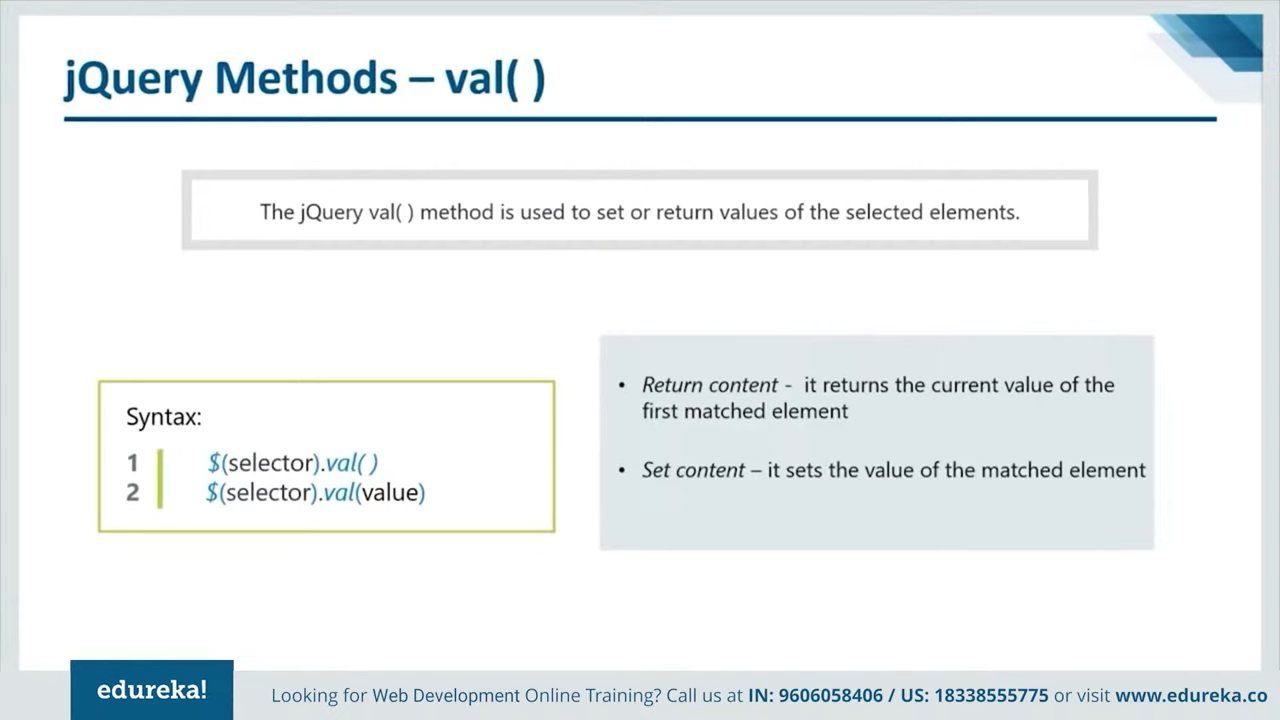 jQuery Methods – val( )
The jQuery val( ) method is used to set or return values of the selected elements.
Syntax:
1 $(selector).val( )
2 $(selector).val(value)
• Return content - it returns the current value of the
first matched element
• Set content – it sets the value of the matched element
edureka!
Looking for Web Development Online Training? Call us at IN: 9606058406 / US: 18338555775 or visit www.edureka.co